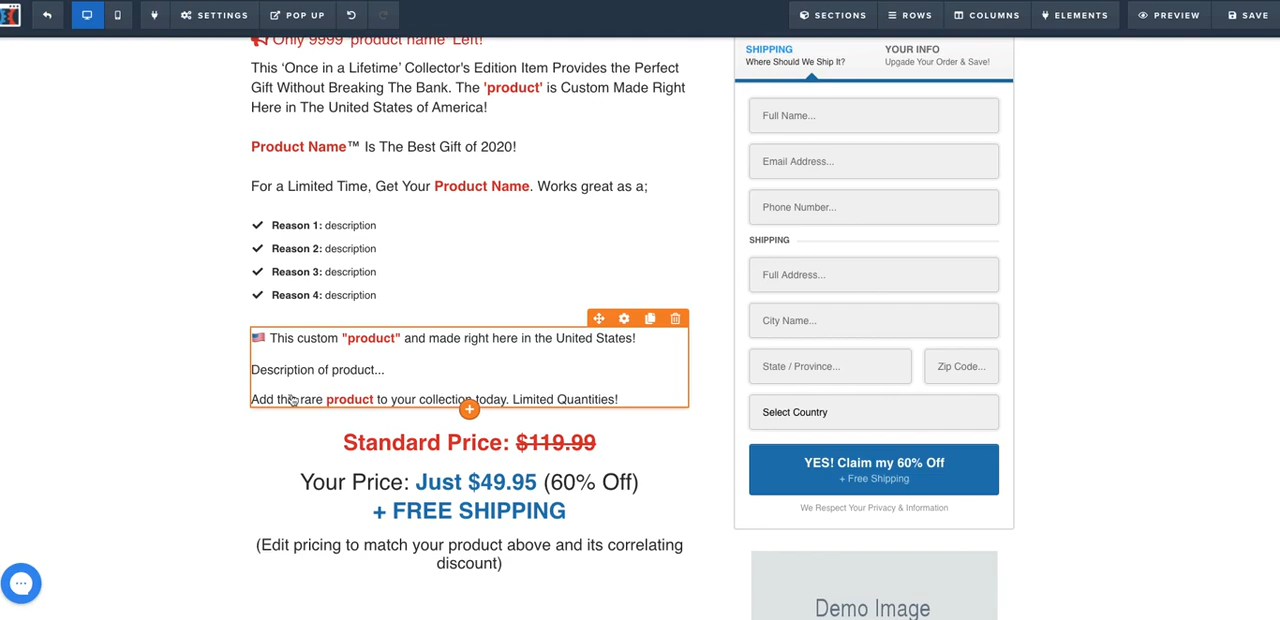 SETTINGS
POP UP
SECTIONS
ROWS
COLUMNS
ELEMENTS
PREVIEW
SAVE
Only 9999 'product name' Left!
This ‘Once in a Lifetime’ Collector's Edition Item Provides the Perfect
Gift Without Breaking The Bank. The 'product' is Custom Made Right
Here in The United States of America!
Product Name™ Is The Best Gift of 2020!
For a Limited Time, Get Your Product Name. Works great as a;
Reason 1: description
Reason 2: description
Reason 3: description
Reason 4: description
This custom "product" and made right here in the United States!
Description of product...
Add this rare product to your collection today. Limited Quantities!
Standard Price: $119.99
Your Price: Just $49.95 (60% Off)
+ FREE SHIPPING
(Edit pricing to match your product above and its correlating
discount)
SHIPPING
Where Should We Ship It?
YOUR INFO
Upgade Your Order & Save!
Full Name...
Email Address...
Phone Number...
SHIPPING
Full Address...
City Name...
State / Province...
Zip Code...
Select Country
YES! Claim my 60% Off
+ Free Shipping
We Respect Your Privacy & Information
Demo Image